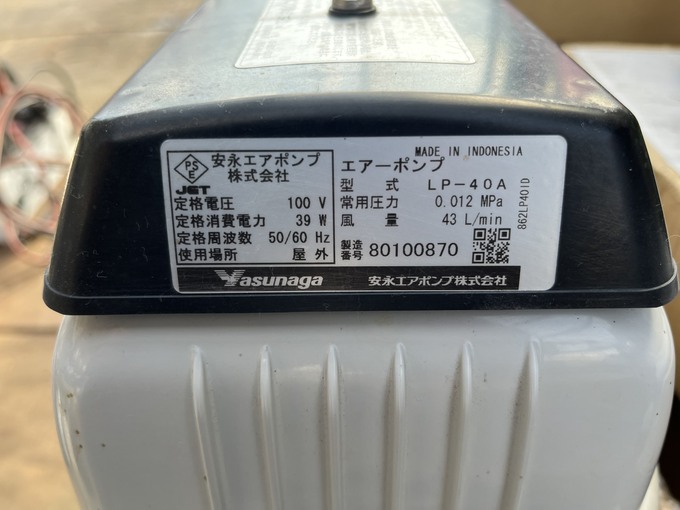 PS
E
JET
安永エアポンプ
株式会社
定格電圧 100 V
定格消費電力 39 W
定格周波数 50/60 Hz
使用場所 屋外
MADE IN INDONESIA
エアーポンプ
型式 LP-40A
常用圧力 0.012 MPa
風量 43 L/min
製造
番号 80100870
862LP401D
Yasunaga 安永エアポンプ株式会社